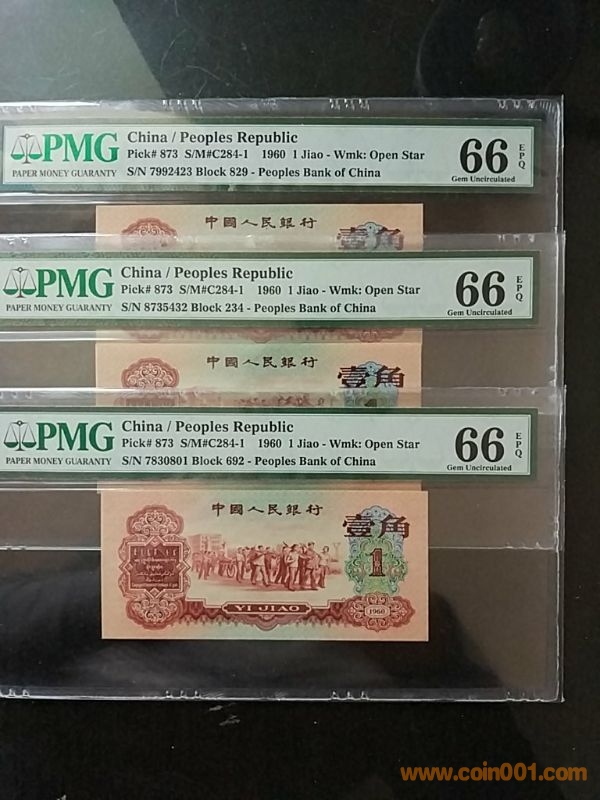 PMG
PAPER MONEY GUARANTY
China / Peoples Republic
Pick# 873 S/M#C284-1 1960 1 Jiao - Wmk: Open Star
S/N 7992423 Block 829 - Peoples Bank of China
66 EPQ
Gem Uncirculated
中國人民銀行
壹角
PMG
PAPER MONEY GUARANTY
China / Peoples Republic
Pick# 873 S/M#C284-1 1960 1 Jiao - Wmk: Open Star
S/N 8735432 Block 234 - Peoples Bank of China
66 EPQ
Gem Uncirculated
中國人民銀行
壹角
PMG
PAPER MONEY GUARANTY
China / Peoples Republic
Pick# 873 S/M#C284-1 1960 1 Jiao - Wmk: Open Star
S/N 7830801 Block 692 - Peoples Bank of China
66 EPQ
Gem Uncirculated
中國人民銀行
壹角
1
YI JIAO
1960
www.coin001.com